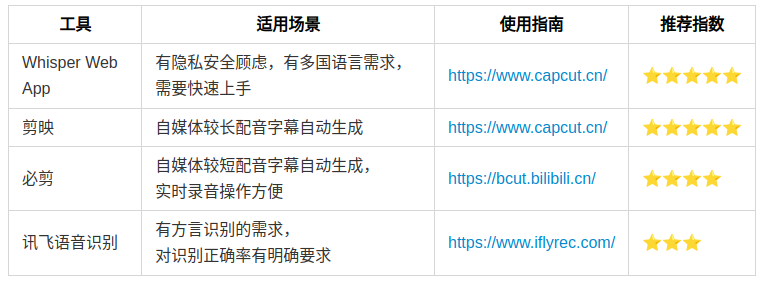 工具 适用场景 使用指南 推荐指数
Whisper Web App 有隐私安全顾虑，有多国语言需求，
需要快速上手 https://www.capcut.cn/ ⭐⭐⭐⭐⭐
剪映 自媒体较长配音字幕自动生成 https://www.capcut.cn/ ⭐⭐⭐⭐⭐
必剪 自媒体较短配音字幕自动生成，
实时录音操作方便 https://bcut.bilibili.cn/ ⭐⭐⭐⭐
讯飞语音识别 有方言识别的需求，
对识别正确率有明确要求 https://www.iflyrec.com/ ⭐⭐⭐